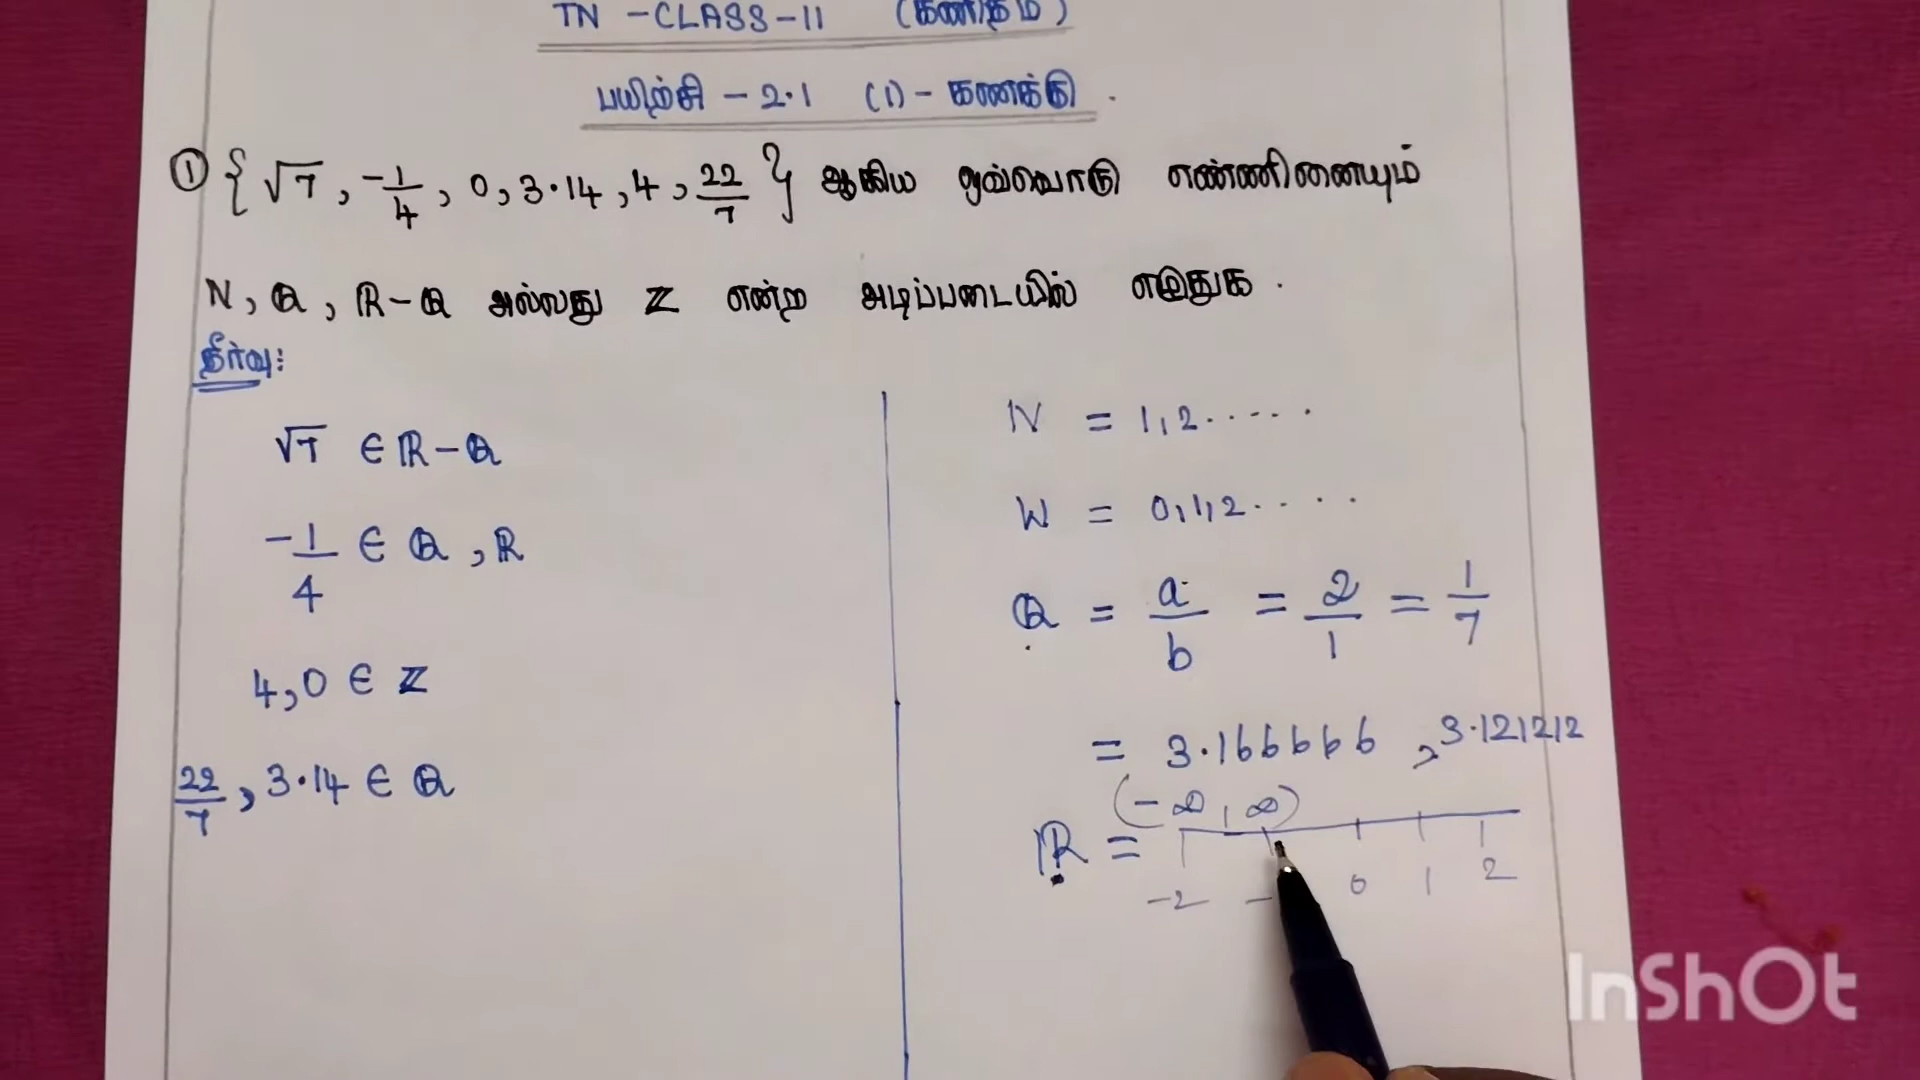 TN - CLASS - 11 (கணிதம்)
பயிற்சி - 2.1 (1) - கணக்கு.
① {√7, -1/4, 0, 3.14, 4, 22/7} ஆகிய ஒவ்வொரு எண்ணினையும்
N, Q, R-Q அல்லது Z என்ற அடிப்படையில் எழுதுக.
தீர்வு:
√7 ∈ R-Q
-1/4 ∈ Q, R
4, 0 ∈ Z
22/7, 3.14 ∈ Q
N = 1, 2 ......
W = 0, 1, 2 ....
Q = a/b = 2/1 = 1/7
= 3.166666, 3.121212
(-∞, ∞)
R =
-2 - 0 1 2
InShOt